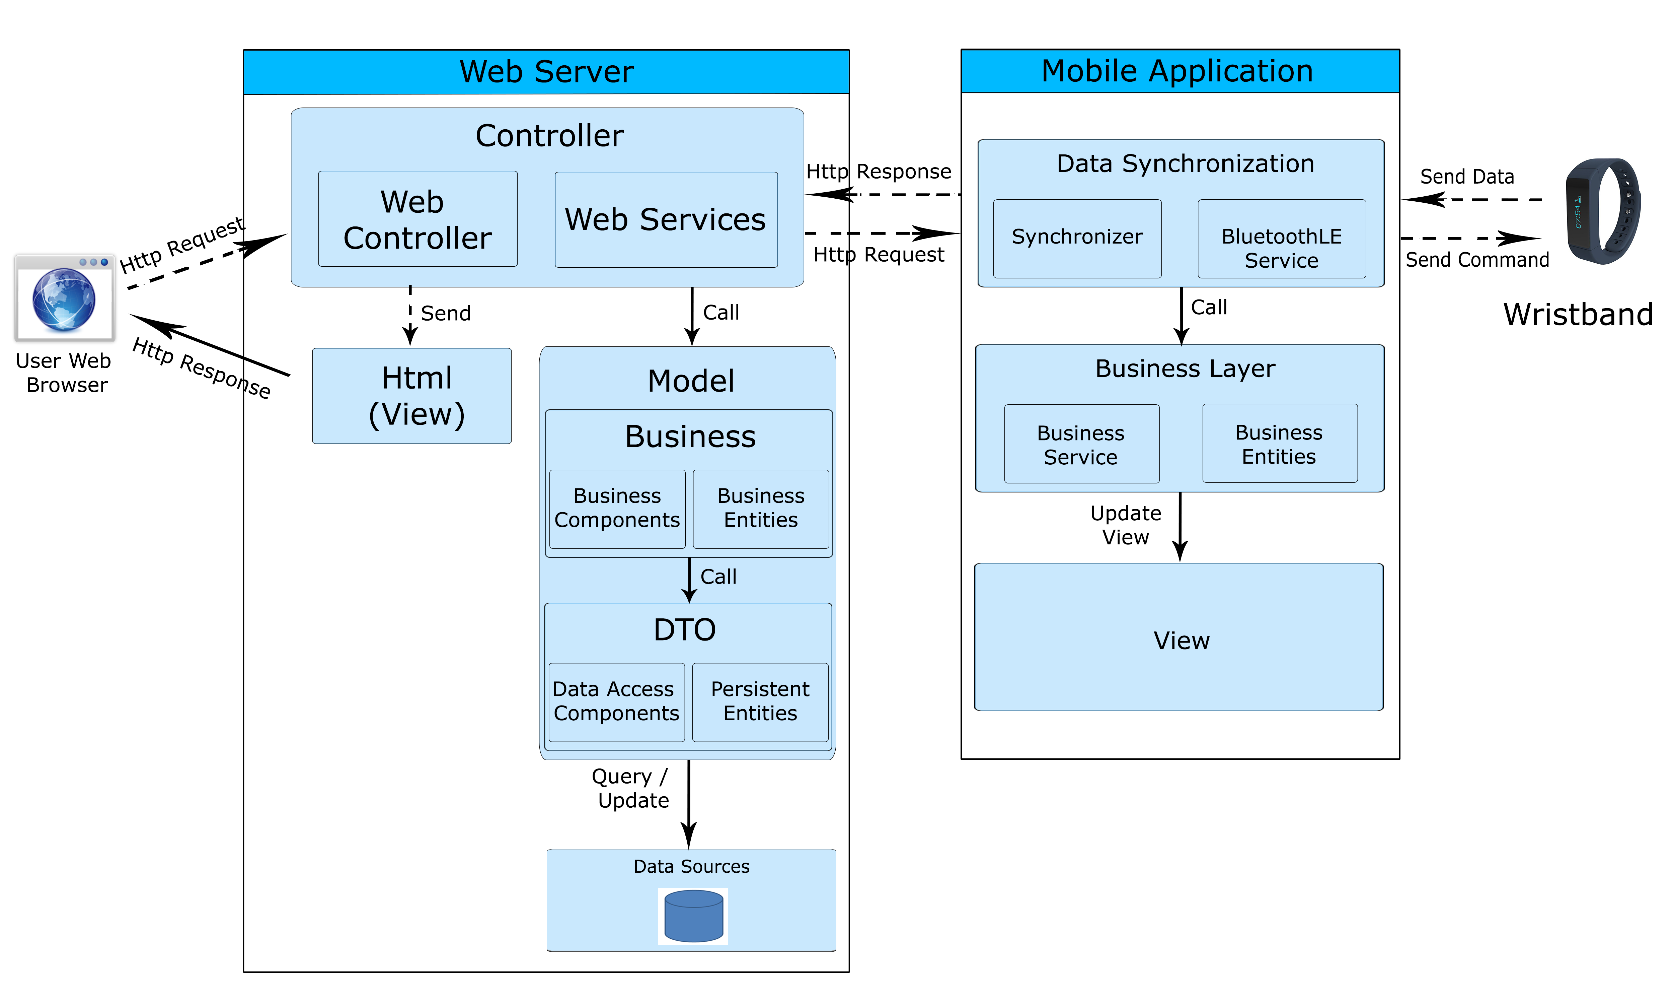 Web Server
Mobile Application
Controller
Web
Controller
Web Services
Http Request
Http Response
User Web
Browser
Send
Call
Html
(View)
Model
Business
Business
Components
Business
Entities
Call
DTO
Data Access
Components
Persistent
Entities
Query /
Update
Data Sources
Http Response
Http Request
Data Synchronization
Synchronizer
BluetoothLE
Service
Call
Business Layer
Business
Service
Business
Entities
Update
View
View
Send Data
Send Command
Wristband